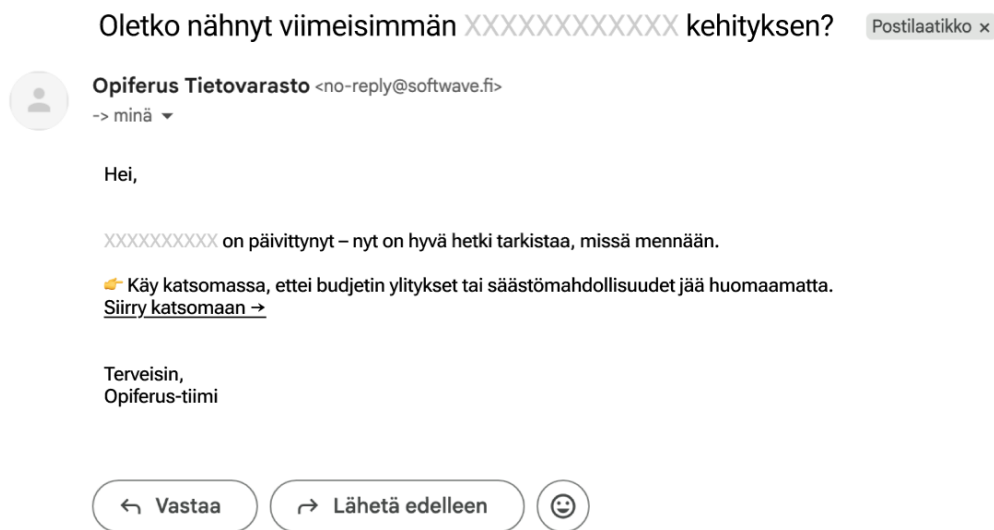 Oletko nähnyt viimeisimmän XXXXXXXXXXXX kehityksen?
Postilaatikko ×
Opiferus Tietovarasto <no-reply@softwave.fi>
-> minä
Hei,
XXXXXXXXXX on päivittynyt – nyt on hyvä hetki tarkistaa, missä mennään.
👉 Käy katsomassa, ettei budjetin ylitykset tai säästömahdollisuudet jää huomaamatta.
Siirry katsomaan →
Terveisin,
Opiferus-tiimi
Vastaa
Lähetä edelleen